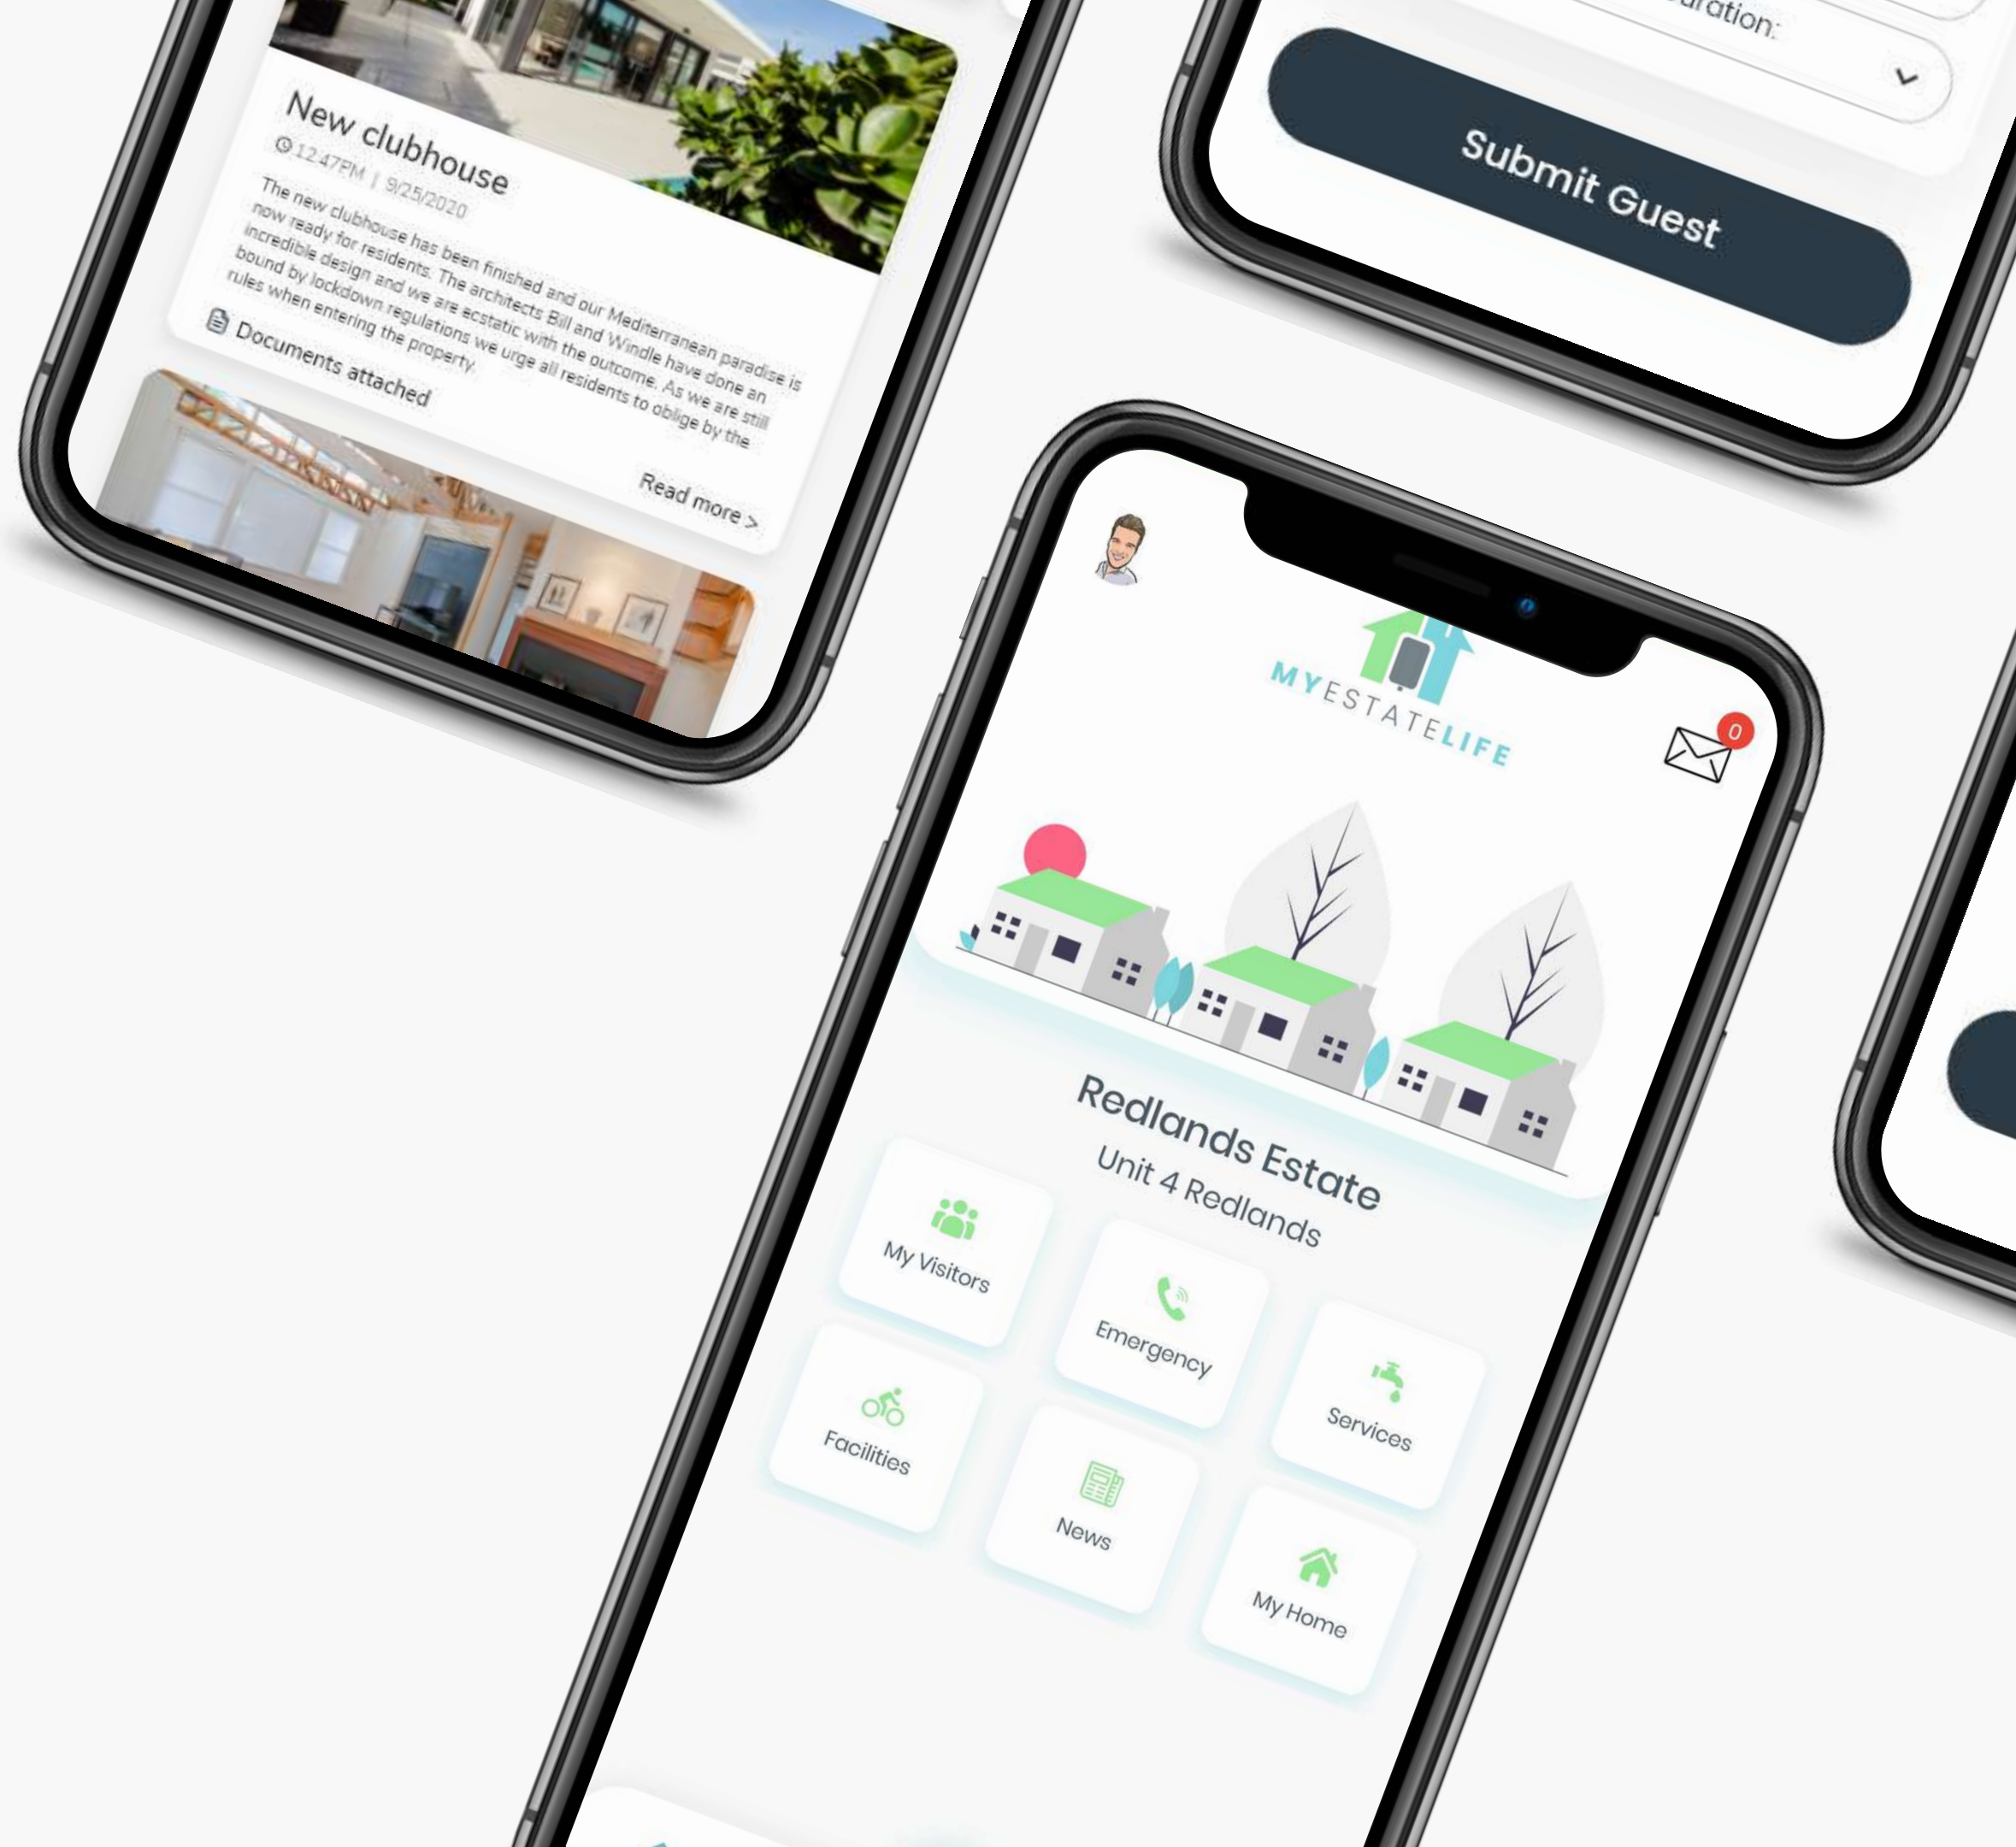 New clubhouse
12:47PM | 9/25/2020
The new clubhouse has been finished and our Mediterranean paradise is
now ready for residents. The architects Bill and Windle have done an
incredible design and we are ecstatic with the outcome. As we are still
bound by lockdown regulations we urge all residents to oblige by the
rules when entering the property.
Documents attached
Read more >
Submit Guest
MYESTATELIFE
0
Redlands Estate
Unit 4 Redlands
My Visitors
Emergency
Services
Facilities
News
My Home